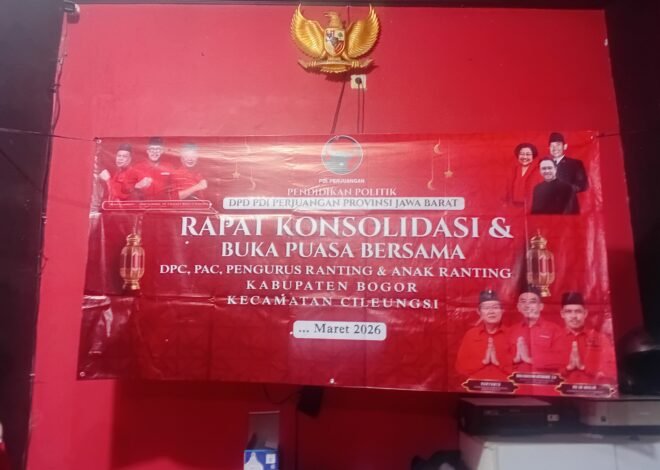 PDI PERJUANGAN
PENDIDIKAN POLITIK
DPD PDI PERJUANGAN PROVINSI JAWA BARAT
RAPAT KONSOLIDASI &
BUKA PUASA BERSAMA
DPC, PAC, PENGURUS RANTING & ANAK RANTING
KABUPATEN BOGOR
KECAMATAN CILEUNGSI
... Maret 2026